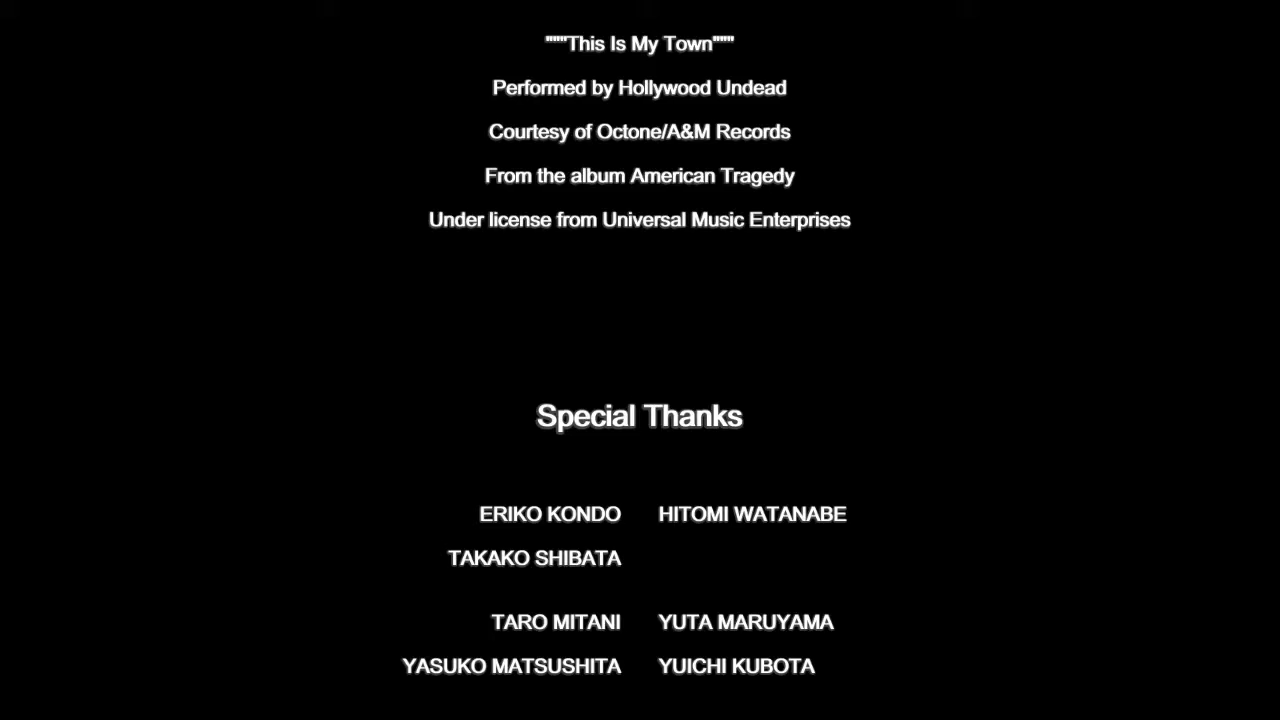 """This Is My Town"""
Performed by Hollywood Undead
Courtesy of Octone/A&M Records
From the album American Tragedy
Under license from Universal Music Enterprises
Special Thanks
ERIKO KONDO HITOMI WATANABE
TAKAKO SHIBATA
TARO MITANI YUTA MARUYAMA
YASUKO MATSUSHITA YUICHI KUBOTA